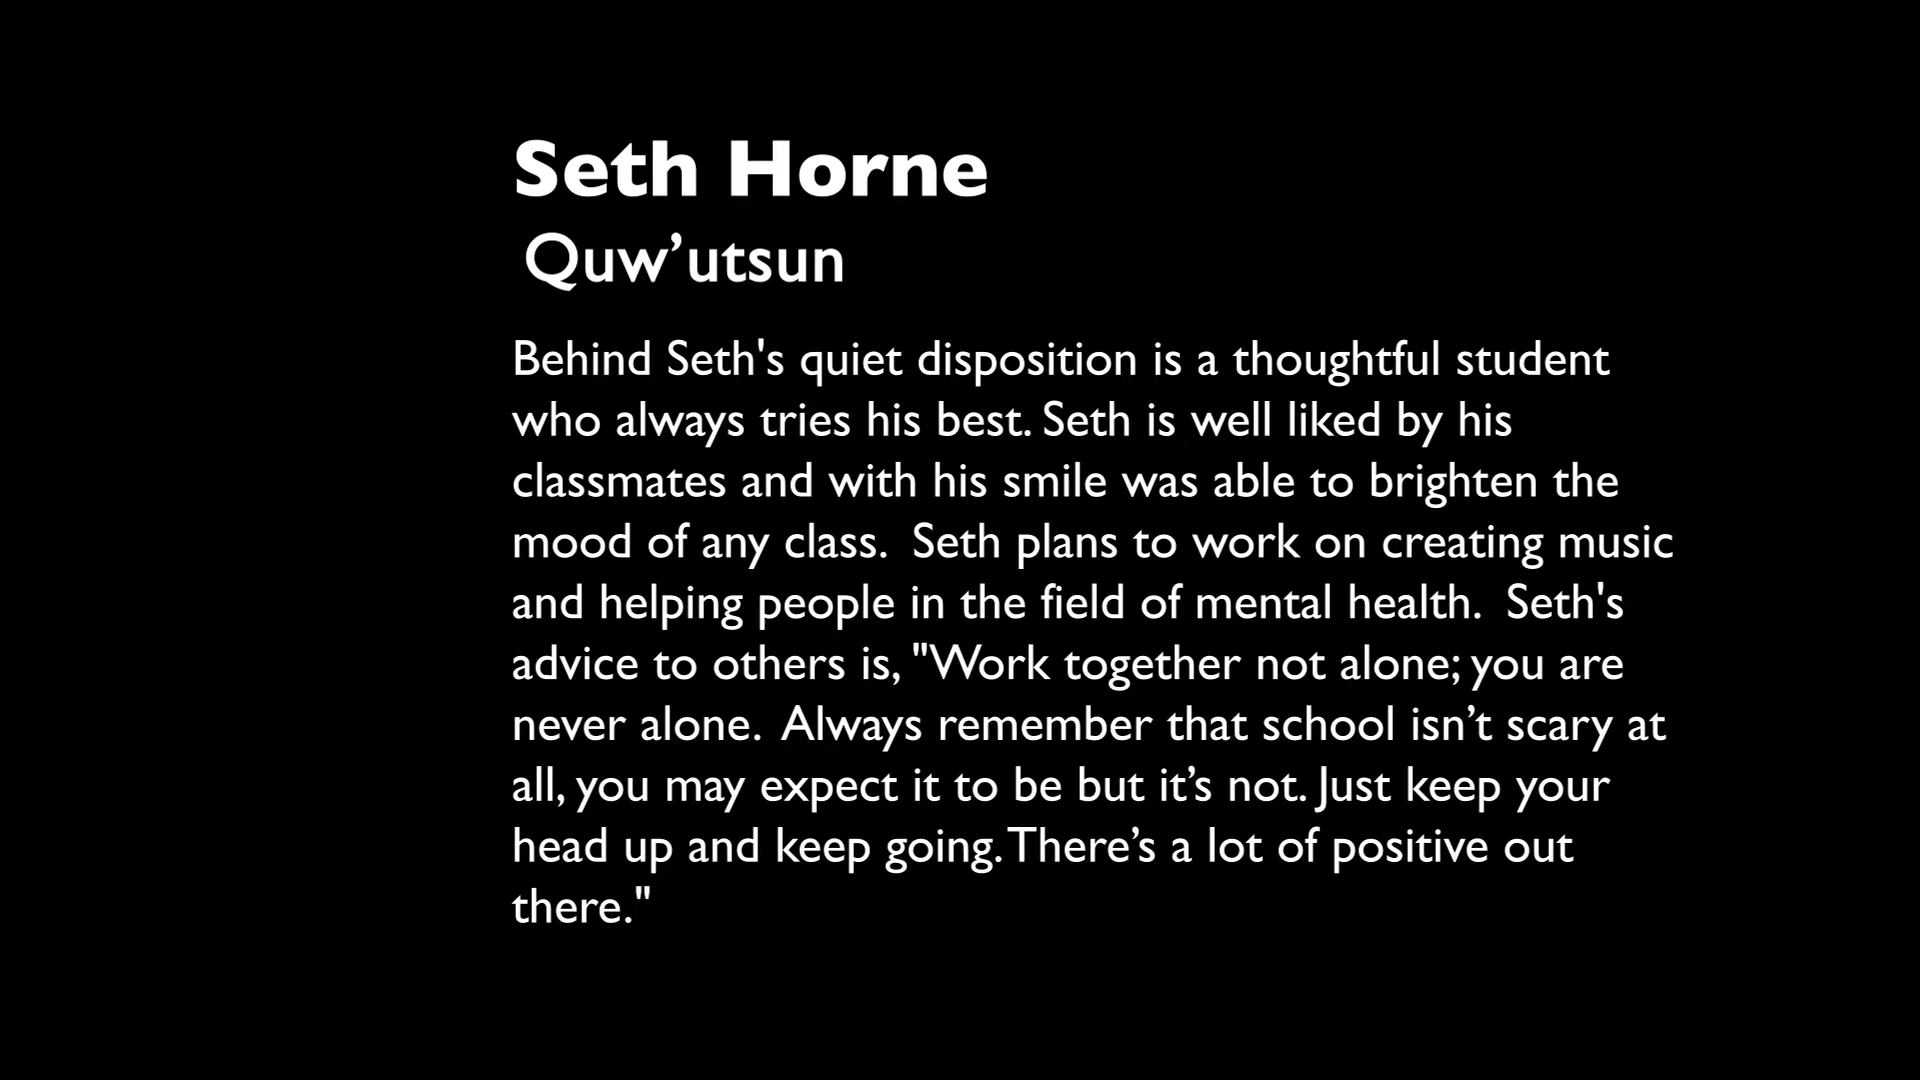 Seth Horne
Quw’utsun
Behind Seth's quiet disposition is a thoughtful student
who always tries his best. Seth is well liked by his
classmates and with his smile was able to brighten the
mood of any class.  Seth plans to work on creating music
and helping people in the field of mental health.  Seth's
advice to others is, "Work together not alone; you are
never alone.  Always remember that school isn’t scary at
all, you may expect it to be but it’s not. Just keep your
head up and keep going. There’s a lot of positive out
there."